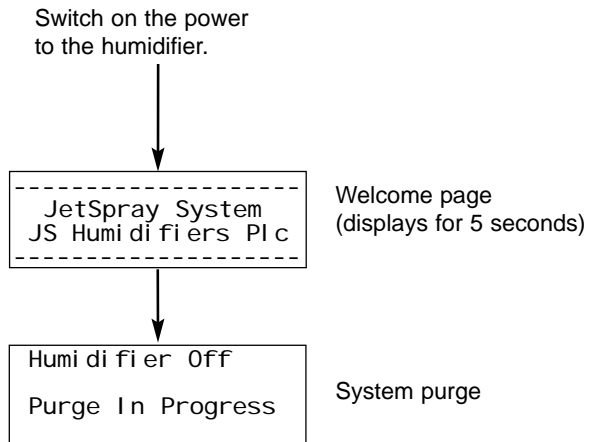 Switch on the power
to the humidifier.
--------------------
JetSpray System
JS Humidifiers Plc
--------------------
Welcome page
(displays for 5 seconds)
Humidifier Off
Purge In Progress
System purge